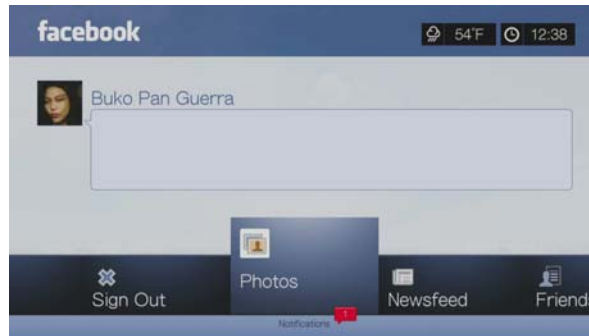 facebook
54°F
12:38
Buko Pan Guerra
Sign Out
Photos
Newsfeed
Friend
Notifications
1